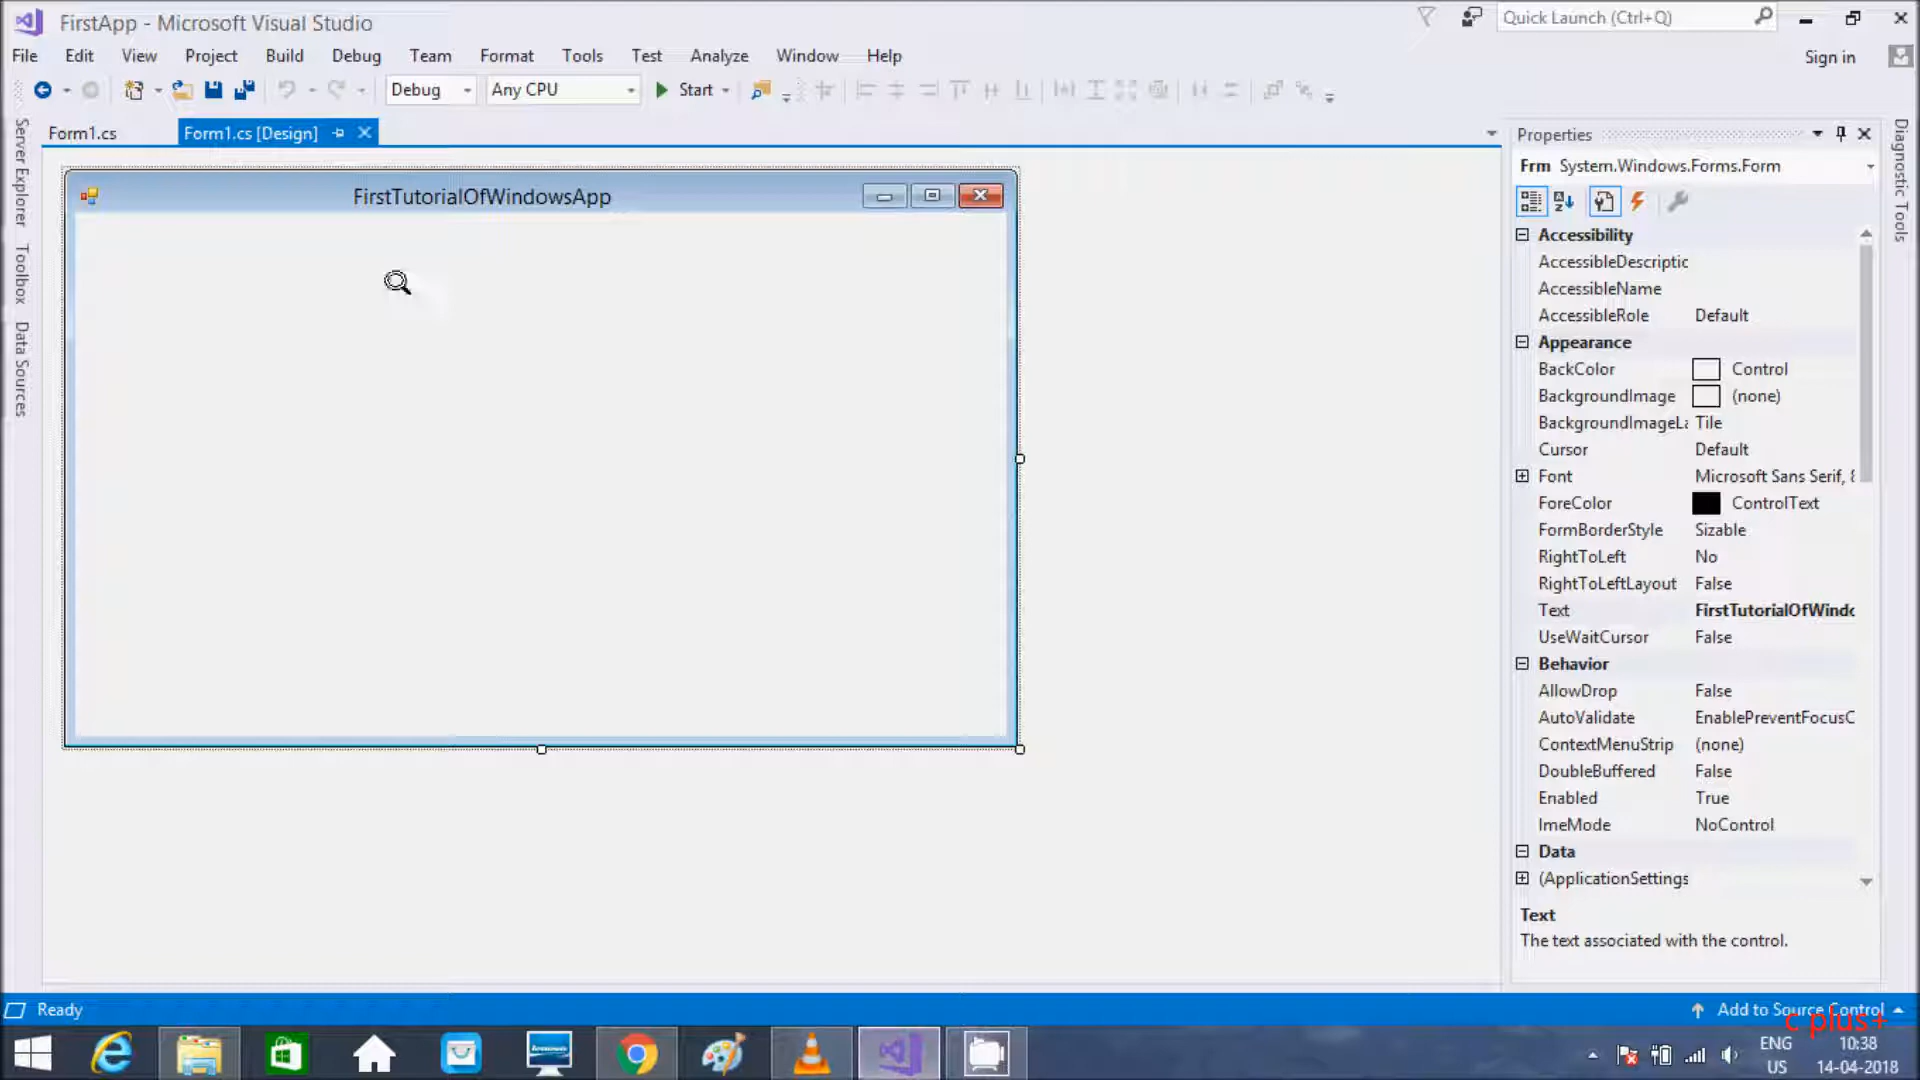 FirstApp - Microsoft Visual Studio
Quick Launch (Ctrl+Q)
File Edit View Project Build Debug Team Format Tools Test Analyze Window Help
Sign in
Debug Any CPU Start
Form1.cs Form1.cs [Design]
Server Explorer
Toolbox
Data Sources
FirstTutorialOfWindowsApp
Properties
Frm System.Windows.Forms.Form
Accessibility
AccessibleDescriptic
AccessibleName
AccessibleRole Default
Appearance
BackColor Control
BackgroundImage (none)
BackgroundImageLa Tile
Cursor Default
Font Microsoft Sans Serif, 8
ForeColor ControlText
FormBorderStyle Sizable
RightToLeft No
RightToLeftLayout False
Text FirstTutorialOfWindo
UseWaitCursor False
Behavior
AllowDrop False
AutoValidate EnablePreventFocusC
ContextMenuStrip (none)
DoubleBuffered False
Enabled True
ImeMode NoControl
Data
(ApplicationSettings
Text
The text associated with the control.
Diagnostic Tools
Ready
Add to Source Control
c plus+
ENG
US
10:38
14-04-2018